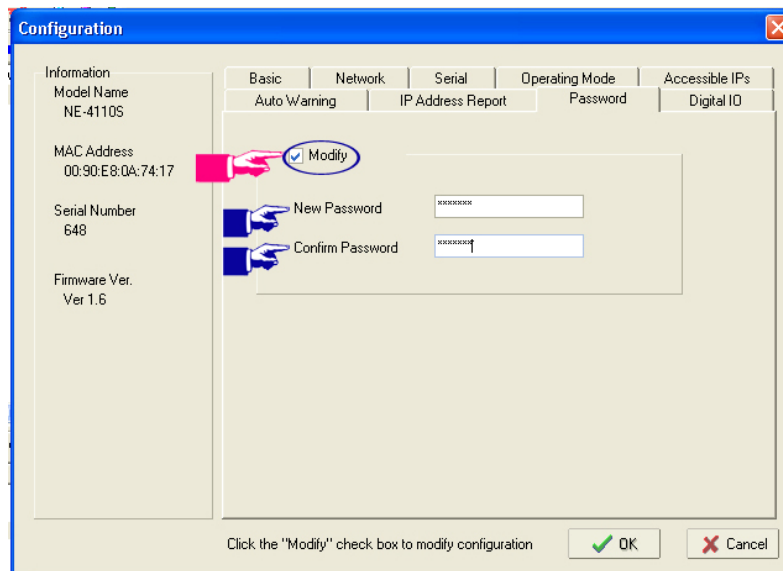 Configuration
Information
Model Name
NE-4110S
MAC Address
00:90:E8:0A:74:17
Serial Number
648
Firmware Ver.
Ver 1.6
Basic
Network
Serial
Operating Mode
Accessible IPs
Auto Warning
IP Address Report
Password
Digital IO
Modify
New Password
*******
Confirm Password
*******
Click the "Modify" check box to modify configuration
OK
Cancel